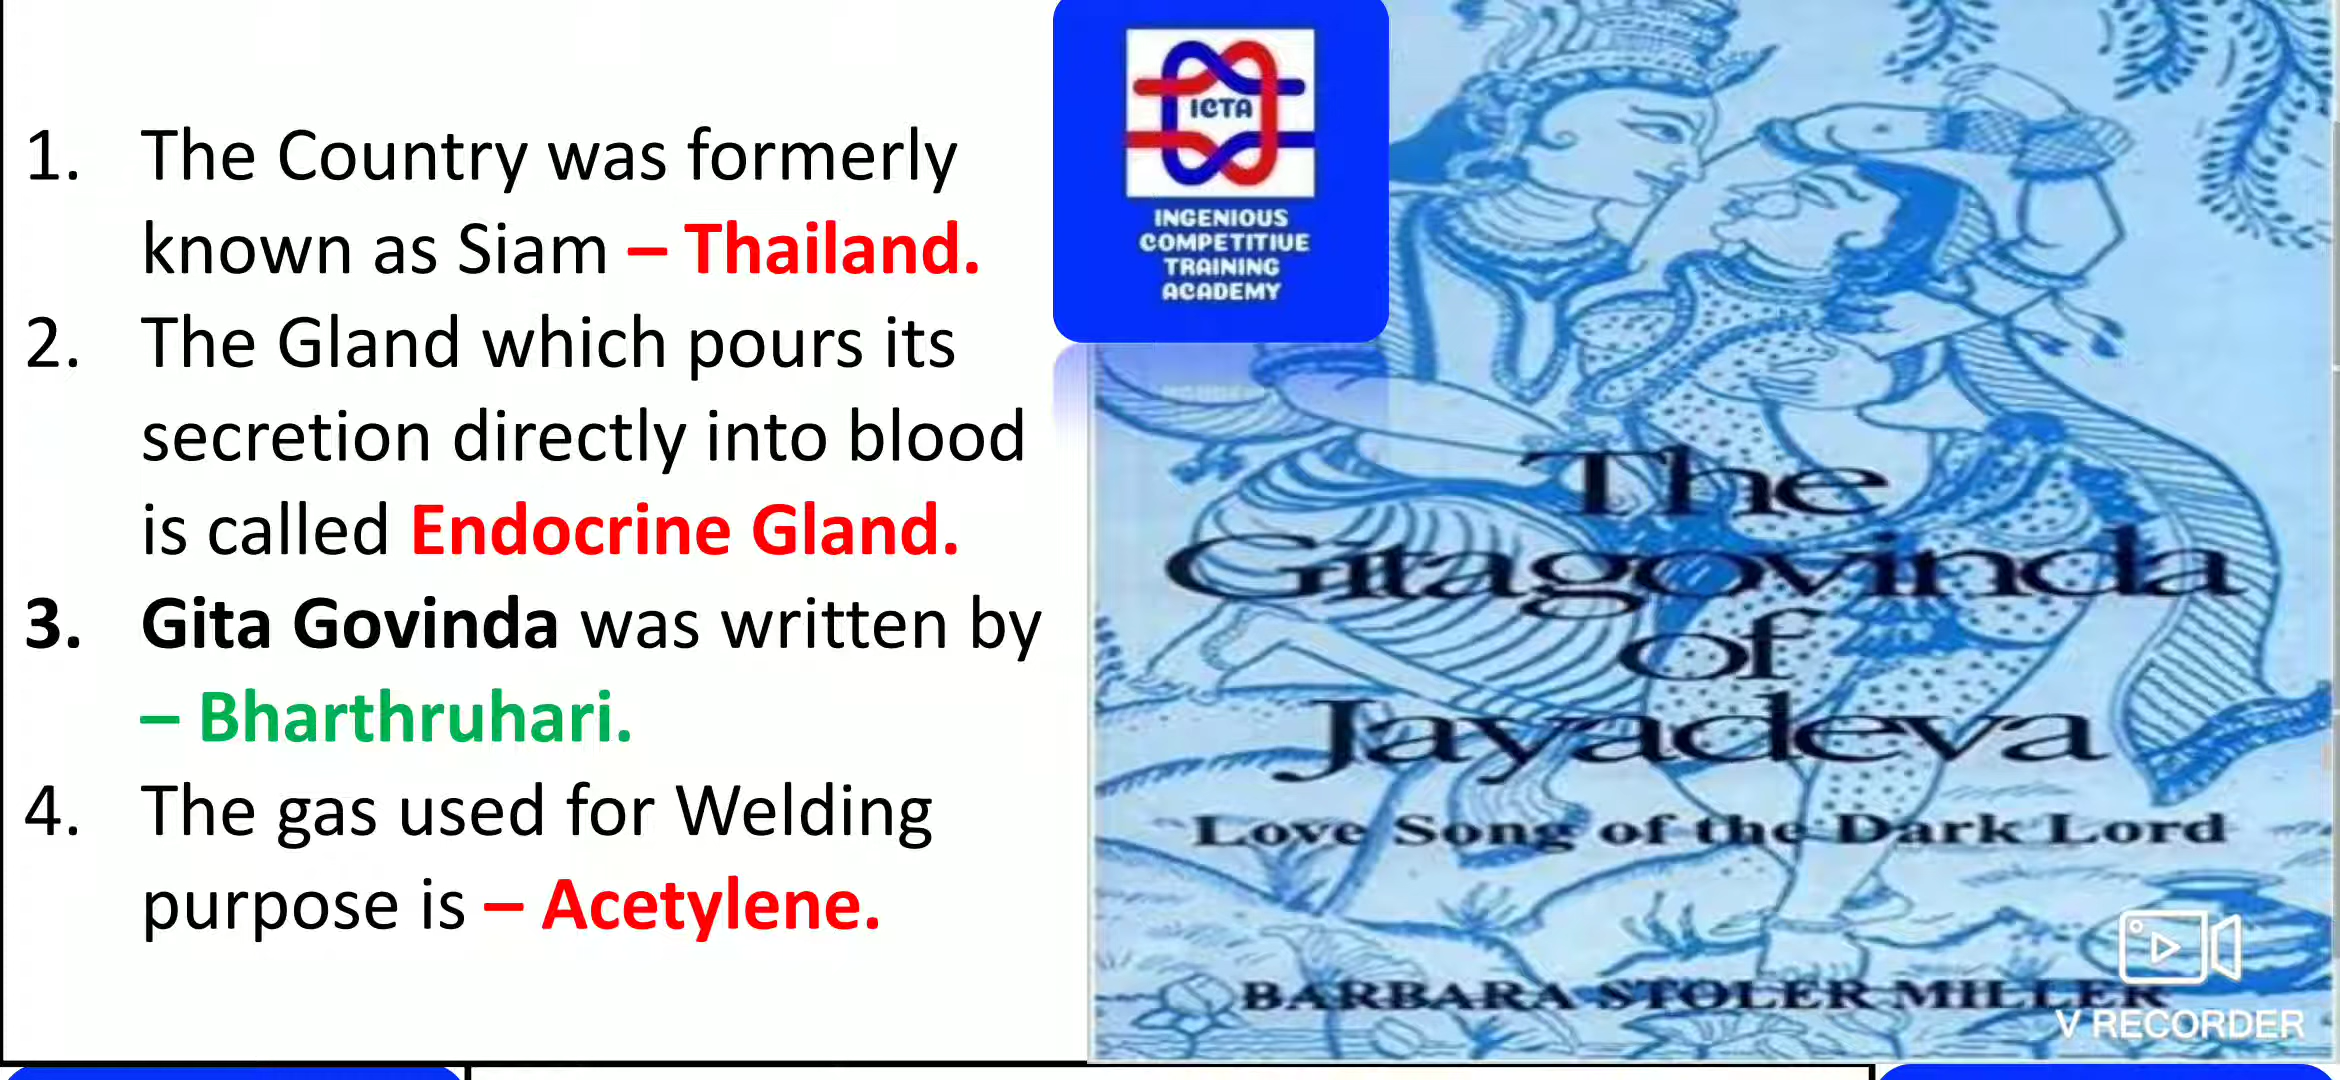 1. The Country was formerly
known as Siam – Thailand.
2. The Gland which pours its
secretion directly into blood
is called Endocrine Gland.
3. Gita Govinda was written by
– Bharthruhari.
4. The gas used for Welding
purpose is – Acetylene.
ICTA
INGENIOUS
COMPETITIUE
TRAINING
ACADEMY
The
Gitagovinda
of
Jayadeva
Love Song of the Dark Lord
BARBARA STOLER MILLER
V RECORDER